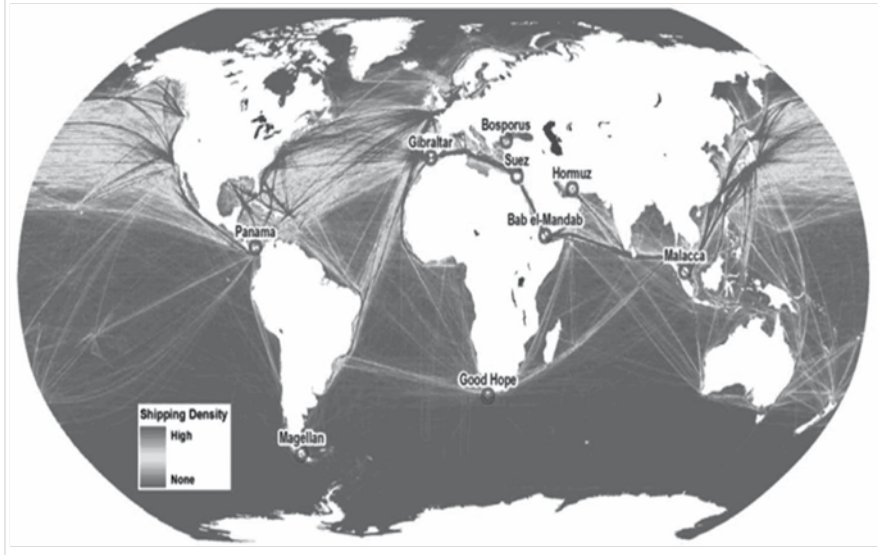 Bosporus
Gibraltar
Suez
Hormuz
Bab el-Mandab
Panama
Malacca
Good Hope
Shipping Density
High
None
Magellan